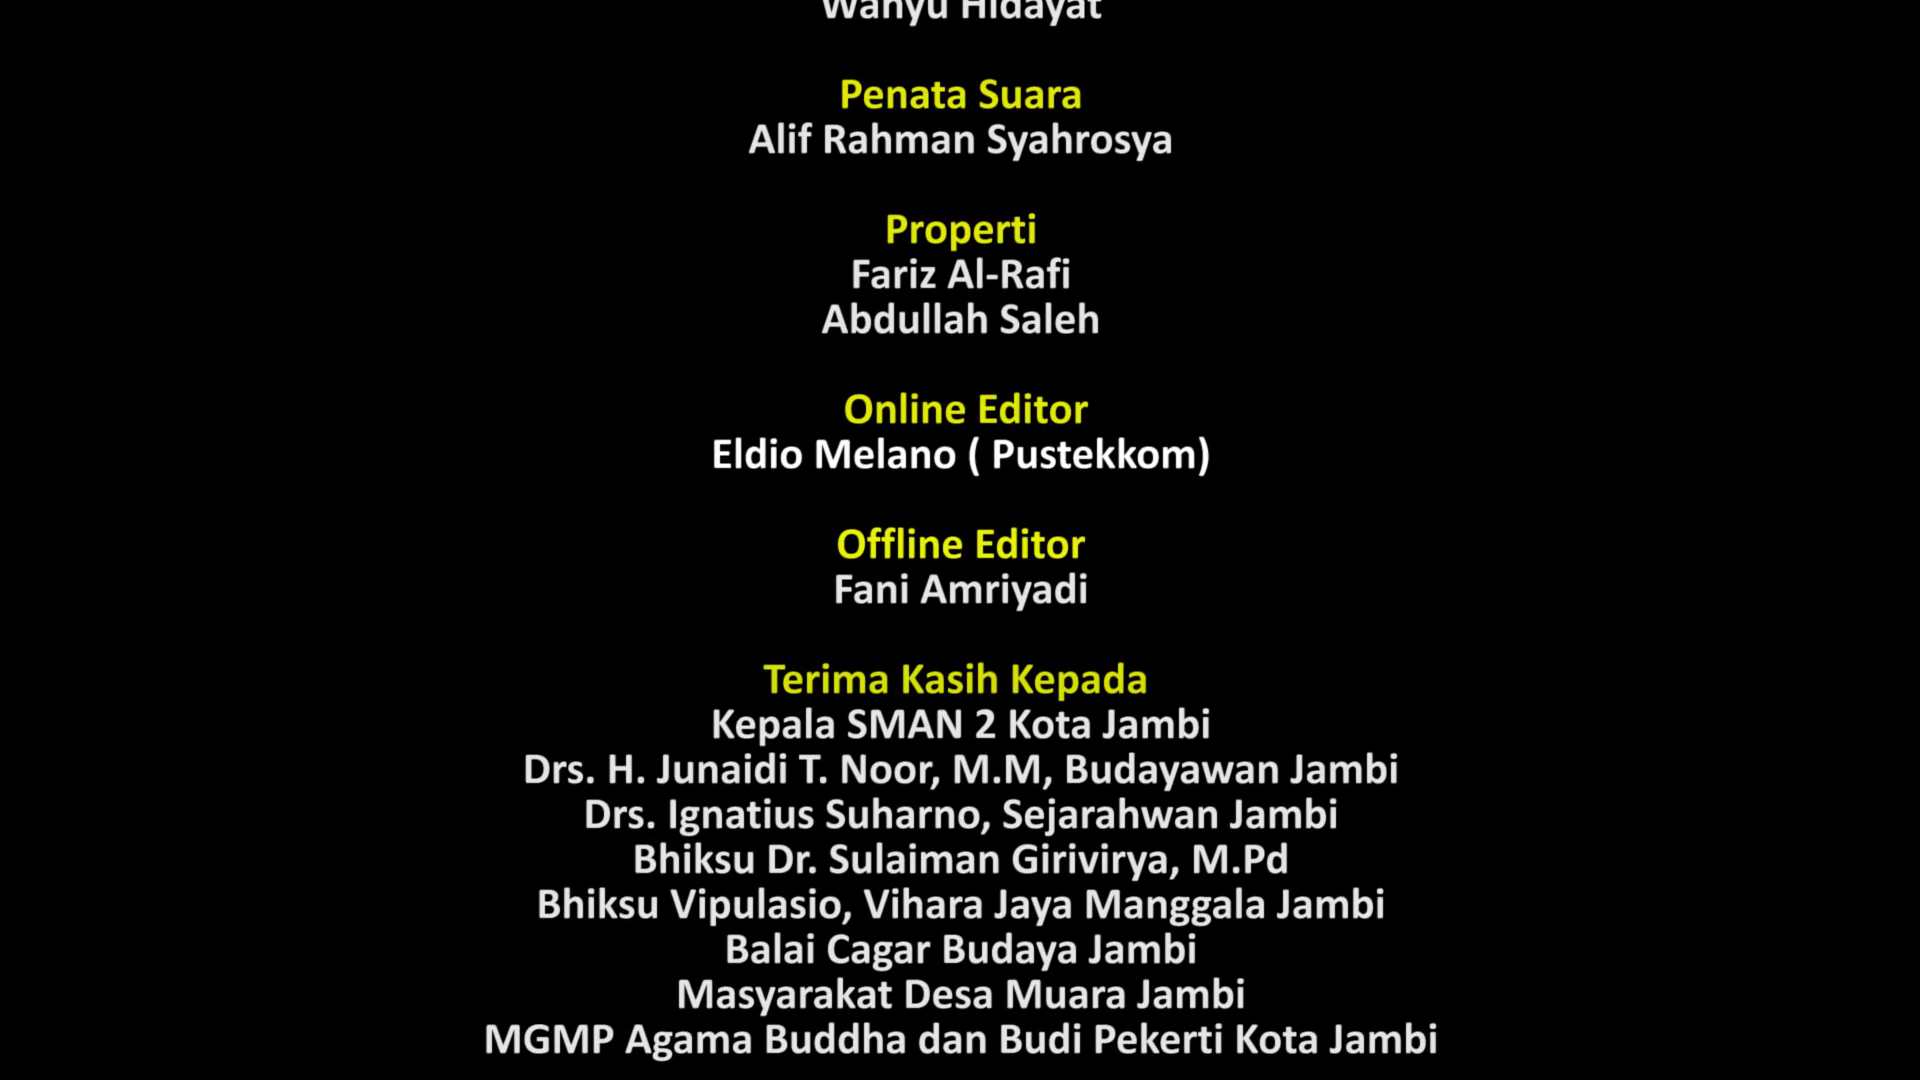 Wahyu Hidayat
Penata Suara
Alif Rahman Syahrosya
Properti
Fariz Al-Rafi
Abdullah Saleh
Online Editor
Eldio Melano ( Pustekkom)
Offline Editor
Fani Amriyadi
Terima Kasih Kepada
Kepala SMAN 2 Kota Jambi
Drs. H. Junaidi T. Noor, M.M, Budayawan Jambi
Drs. Ignatius Suharno, Sejarahwan Jambi
Bhiksu Dr. Sulaiman Girivirya, M.Pd
Bhiksu Vipulasio, Vihara Jaya Manggala Jambi
Balai Cagar Budaya Jambi
Masyarakat Desa Muara Jambi
MGMP Agama Buddha dan Budi Pekerti Kota Jambi